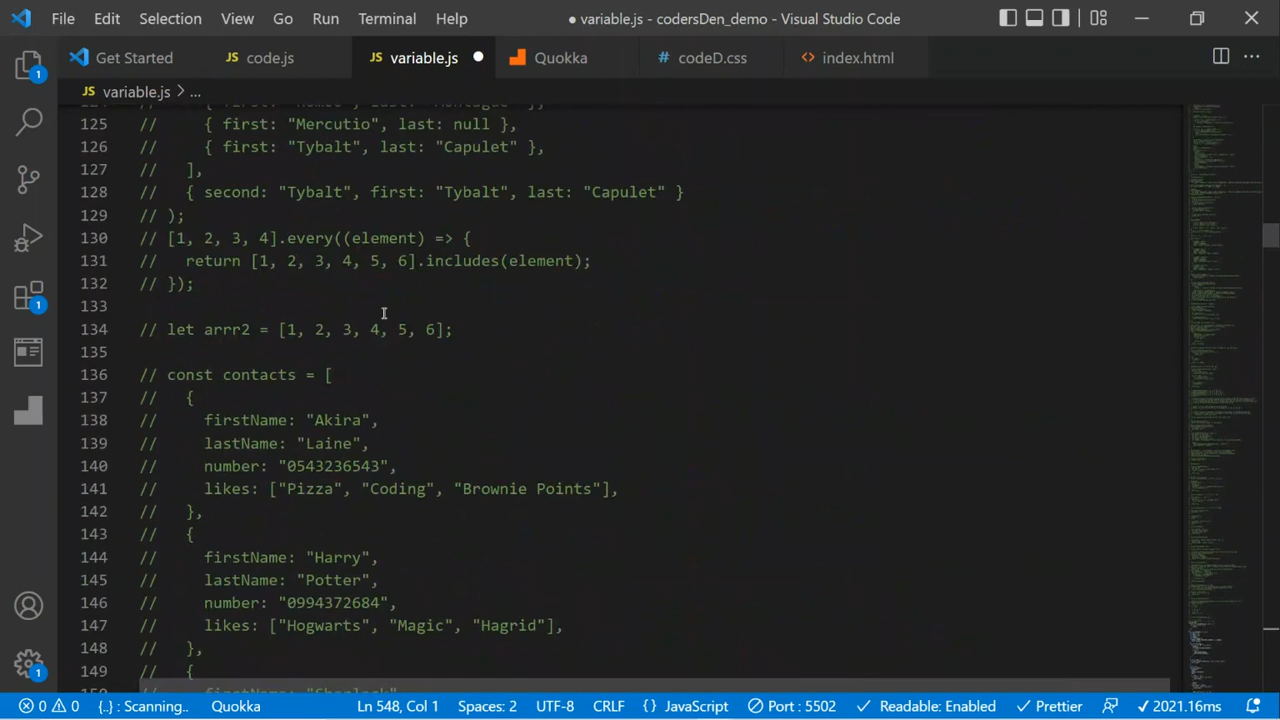 File Edit Selection View Go Run Terminal Help ● variable.js - codersDen_demo - Visual Studio Code
Get Started JS code.js JS variable.js ● Quokka # codeD.css <> index.html
JS variable.js > ...
125 // { first: "Mercutio", last: null },
126 // { first: "Tybalt", last: "Capulet" },
127 // ],
128 // { second: "Tybalt", first: "Tybalt", last: "Capulet" }
129 // );
130 // [1, 2, 3, 4].every((element) => {
131 // return [1, 2, 3, 4, 5, 6].includes(element);
132 // });
133
134 // let arrr2 = [1, 2, 3, 4, 5, 6];
135
136 // const contacts = [
137 // {
138 // firstName: "Akira",
139 // lastName: "Laine",
140 // number: "0543236543",
141 // likes: ["Pizza", "Coding", "Brownie Points"],
142 // },
143 // {
144 // firstName: "Harry",
145 // lastName: "Potter",
146 // number: "0994372684",
147 // likes: ["Hogwarts", "Magic", "Hagrid"],
148 // },
149 // {
1
1
1
0 0 {..} : Scanning.. Quokka Ln 548, Col 1 Spaces: 2 UTF-8 CRLF {} JavaScript Port : 5502 ✓ Readable: Enabled ✓ Prettier ✓ 2021.16ms